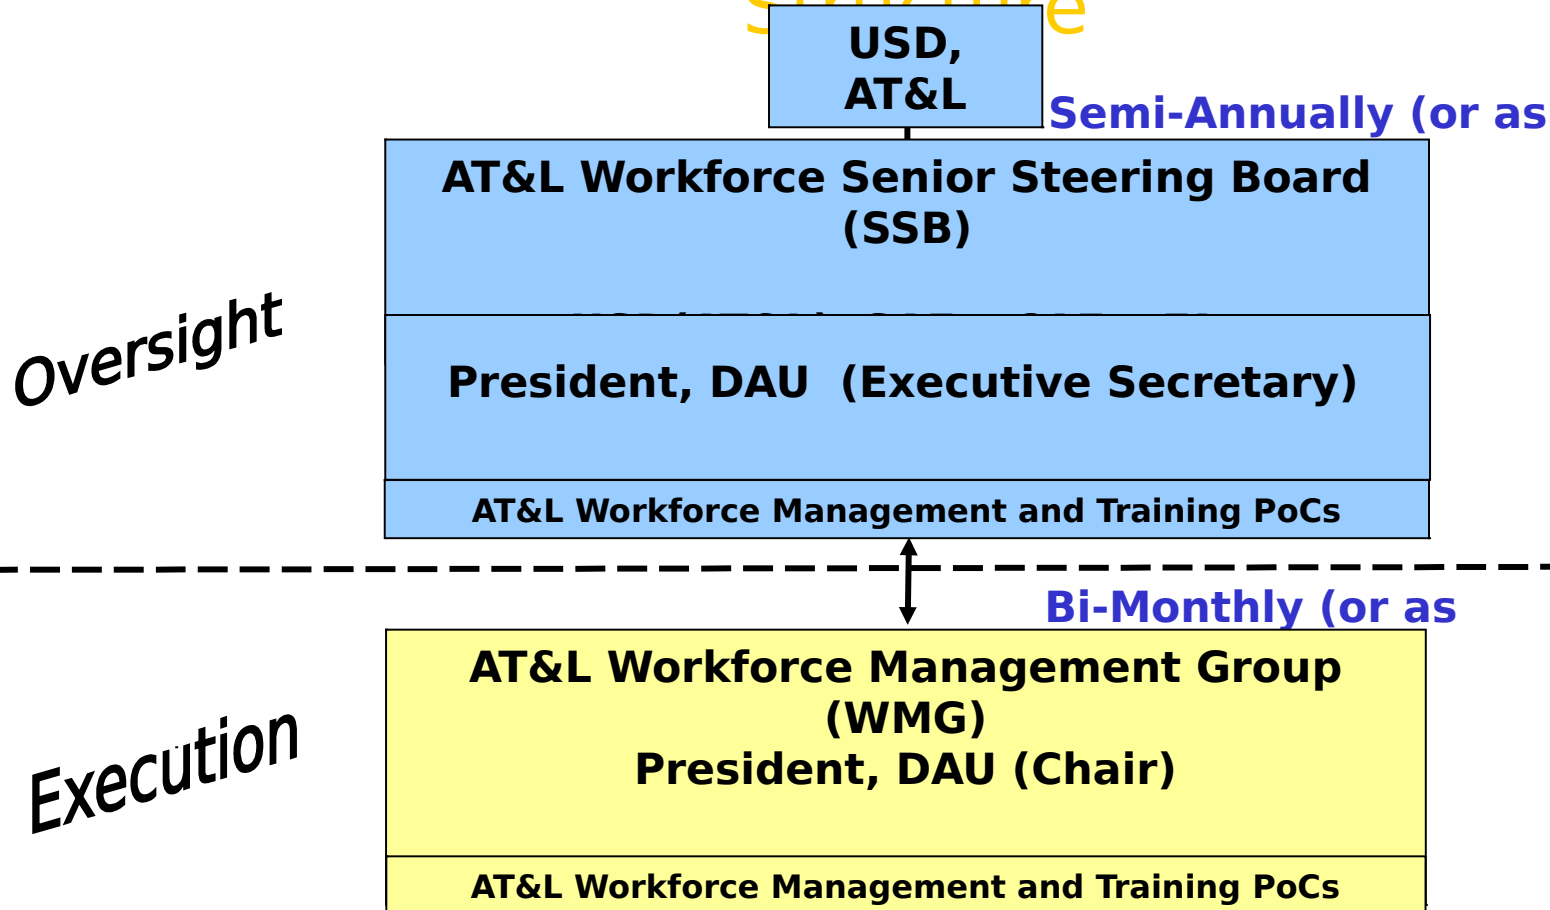 USD,
AT&L
Semi-Annually (or as
AT&L Workforce Senior Steering Board
(SSB)
Oversight
President, DAU (Executive Secretary)
AT&L Workforce Management and Training PoCs
Bi-Monthly (or as
AT&L Workforce Management Group
(WMG)
President, DAU (Chair)
Execution
AT&L Workforce Management and Training PoCs